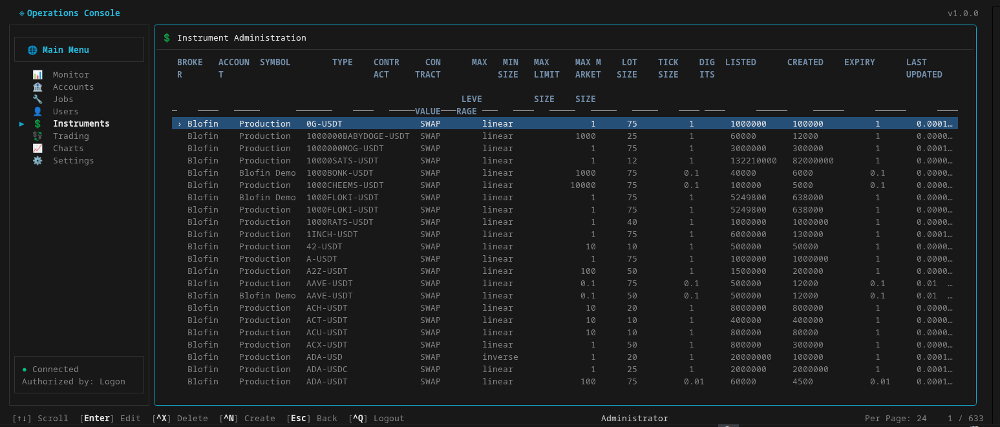 ◈ Operations Console v1.0.0
💲 Instrument Administration
🌐 Main Menu
📊 Monitor
🏦 Accounts
🔧 Jobs
👤 Users
▶ 💲 Instruments
💱 Trading
📈 Charts
⚙️ Settings
● Connected
Authorized by: Logon
BROKE ACCOUN SYMBOL TYPE CONTR CON MAX MIN MAX MAX M LOT TICK DIG LISTED CREATED EXPIRY LAST
R T ACT TRACT SIZE LIMIT ARKET SIZE SIZE ITS UPDATED
LEVE SIZE SIZE
VALUE RAGE
› Blofin Production 0G-USDT SWAP linear 1 75 1 1000000 100000 1 0.0001…
Blofin Production 1000000BABYDOGE-USDT SWAP linear 1000 25 1 60000 12000 1 0.0000…
Blofin Production 1000000MOG-USDT SWAP linear 1 75 1 3000000 300000 1 0.0001…
Blofin Production 10000SATS-USDT SWAP linear 1 12 1 132210000 82000000 1 0.0000…
Blofin Blofin Demo 1000BONK-USDT SWAP linear 1000 75 0.1 40000 6000 0.1 0.0000…
Blofin Production 1000CHEEMS-USDT SWAP linear 10000 75 0.1 100000 5000 0.1 0.0000…
Blofin Blofin Demo 1000FLOKI-USDT SWAP linear 1 75 1 5249800 638000 1 0.0000…
Blofin Production 1000FLOKI-USDT SWAP linear 1 75 1 5249800 638000 1 0.0000…
Blofin Production 1000RATS-USDT SWAP linear 1 40 1 1000000 1000000 1 0.0000…
Blofin Production 1INCH-USDT SWAP linear 1 75 1 6000000 130000 1 0.0001…
Blofin Production 42-USDT SWAP linear 10 10 1 500000 50000 1 0.0000…
Blofin Production A-USDT SWAP linear 1 75 1 1000000 1000000 1 0.0000…
Blofin Production A2Z-USDT SWAP linear 100 50 1 1500000 200000 1 0.0000…
Blofin Production AAVE-USDT SWAP linear 0.1 75 0.1 500000 12000 0.1 0.01 …
Blofin Blofin Demo AAVE-USDT SWAP linear 0.1 50 0.1 500000 12000 0.1 0.01 …
Blofin Production ACH-USDT SWAP linear 10 20 1 8000000 800000 1 0.0000…
Blofin Production ACT-USDT SWAP linear 10 10 1 400000 400000 1 0.0000…
Blofin Production ACU-USDT SWAP linear 10 10 1 800000 80000 1 0.0000…
Blofin Production ACX-USDT SWAP linear 1 50 1 800000 300000 1 0.0000…
Blofin Production ADA-USD SWAP inverse 1 20 1 20000000 100000 1 0.0001…
Blofin Production ADA-USDC SWAP linear 1 25 1 2000000 2000000 1 0.0001…
Blofin Production ADA-USDT SWAP linear 100 75 0.01 60000 4500 0.01 0.0001…
[↑↓] Scroll [Enter] Edit [^X] Delete [^N] Create [Esc] Back [^Q] Logout Administrator Per Page: 24 1 / 633